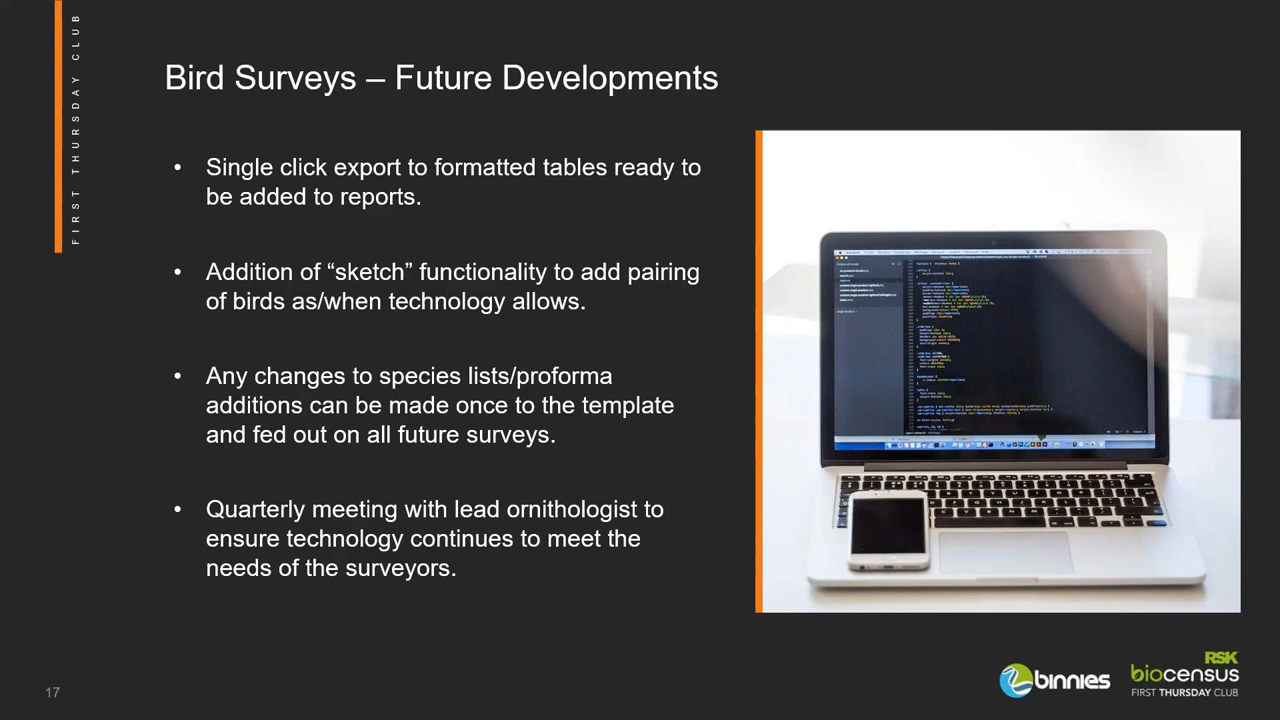 FIRST THURSDAY CLUB
Bird Surveys – Future Developments
• Single click export to formatted tables ready to
be added to reports.
• Addition of “sketch” functionality to add pairing
of birds as/when technology allows.
• Any changes to species lists/proforma
additions can be made once to the template
and fed out on all future surveys.
• Quarterly meeting with lead ornithologist to
ensure technology continues to meet the
needs of the surveyors.
17
binnies
RSK
biocensus
FIRST THURSDAY CLUB